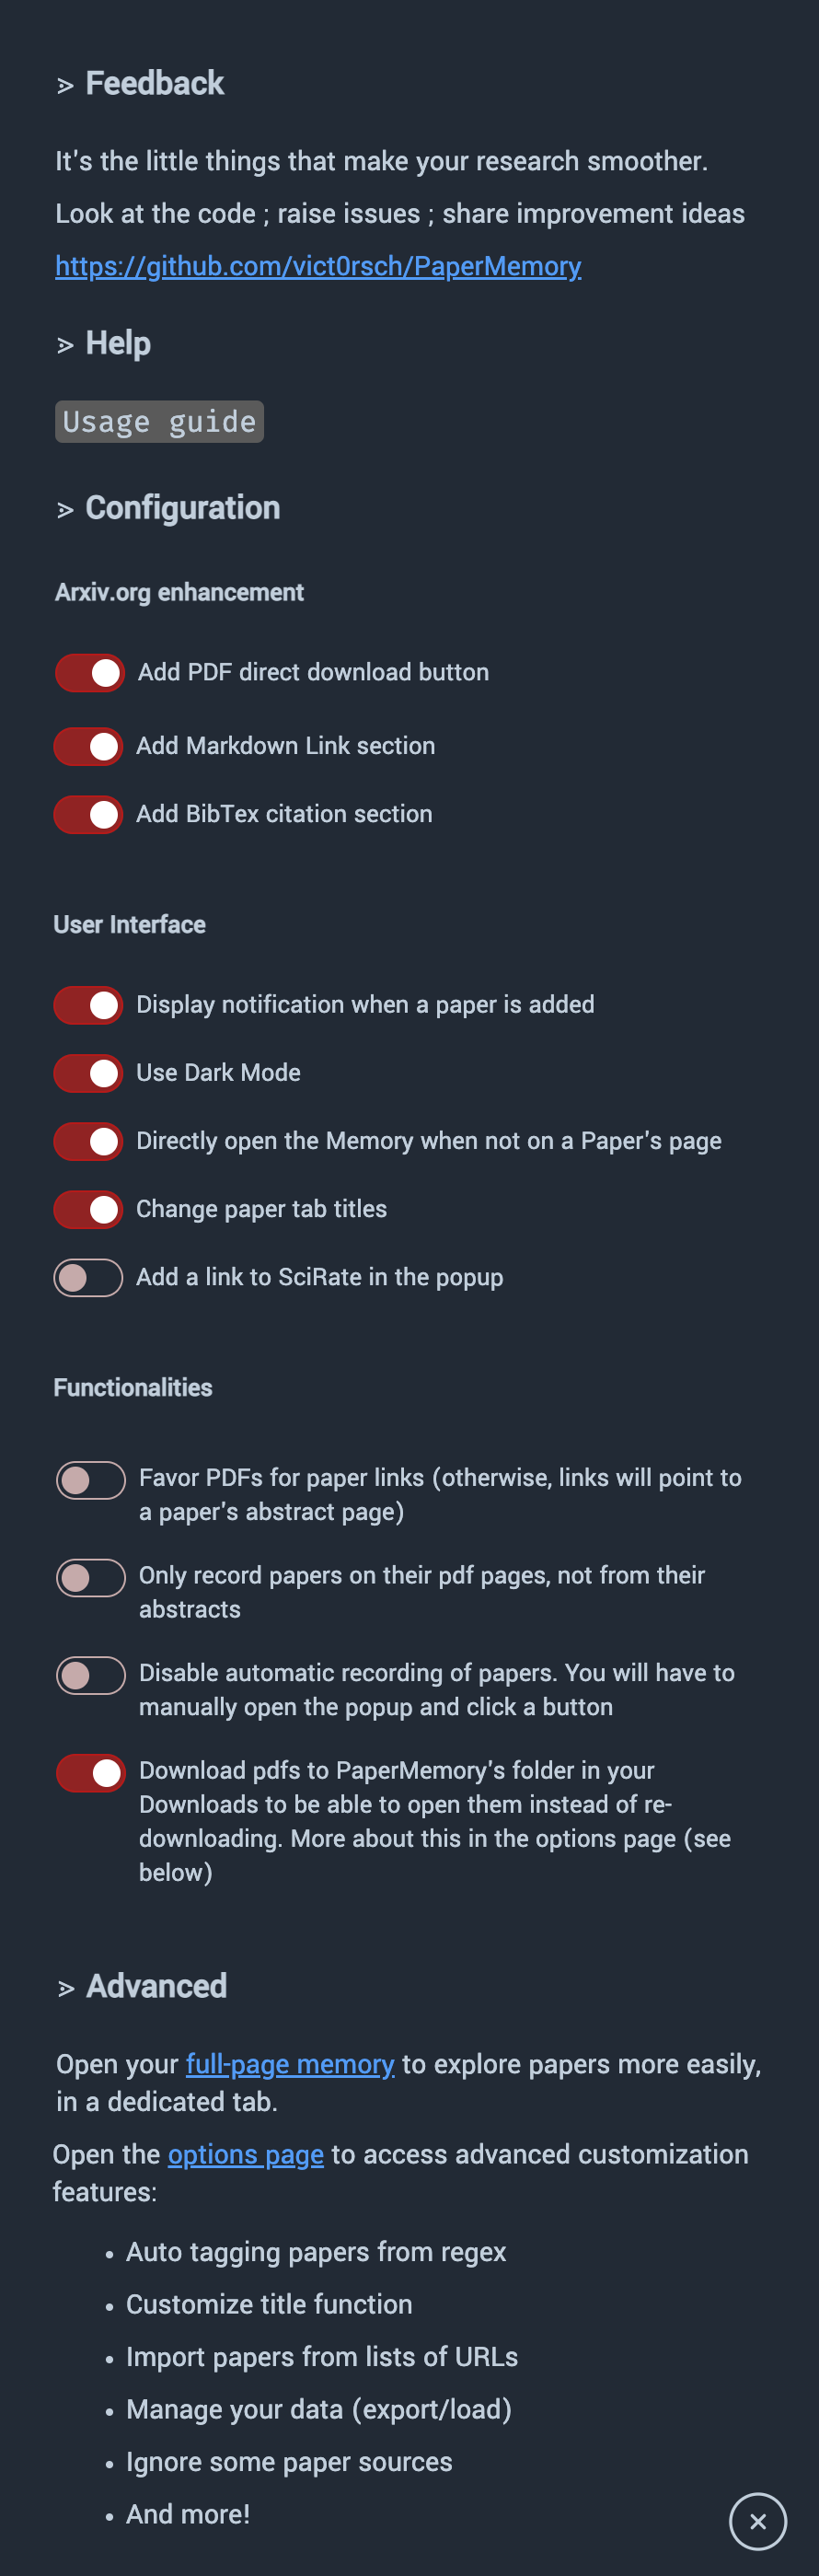 > Feedback
It's the little things that make your research smoother.
Look at the code ; raise issues ; share improvement ideas
https://github.com/vict0rsch/PaperMemory
> Help
Usage guide
> Configuration
Arxiv.org enhancement
Add PDF direct download button
Add Markdown Link section
Add BibTex citation section
User Interface
Display notification when a paper is added
Use Dark Mode
Directly open the Memory when not on a Paper's page
Change paper tab titles
Add a link to SciRate in the popup
Functionalities
Favor PDFs for paper links (otherwise, links will point to
a paper's abstract page)
Only record papers on their pdf pages, not from their
abstracts
Disable automatic recording of papers. You will have to
manually open the popup and click a button
Download pdfs to PaperMemory's folder in your
Downloads to be able to open them instead of re-
downloading. More about this in the options page (see
below)
> Advanced
Open your full-page memory to explore papers more easily,
in a dedicated tab.
Open the options page to access advanced customization
features:
• Auto tagging papers from regex
• Customize title function
• Import papers from lists of URLs
• Manage your data (export/load)
• Ignore some paper sources
• And more!